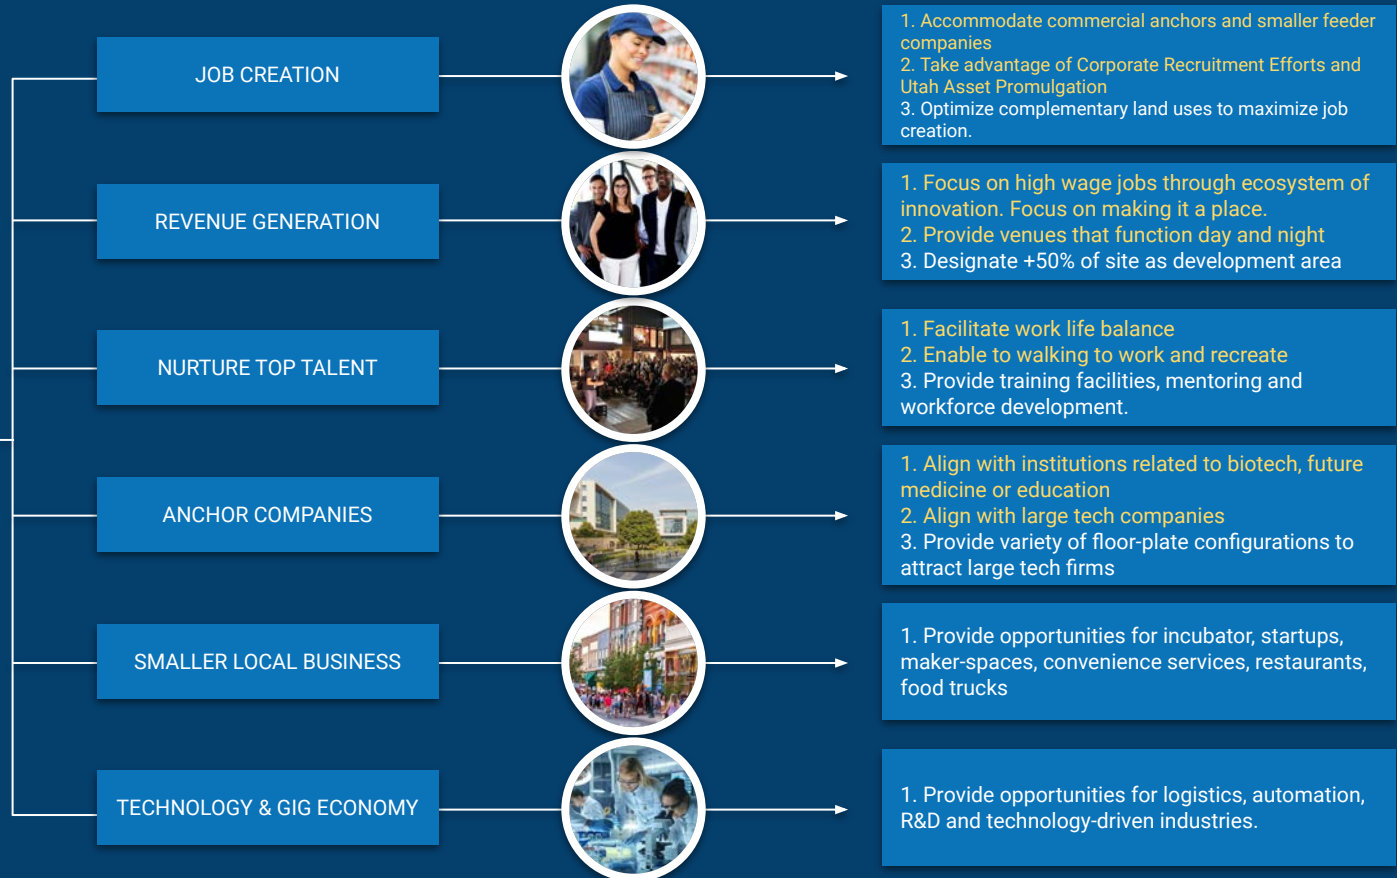 JOB CREATION
1. Accommodate commercial anchors and smaller feeder
companies
2. Take advantage of Corporate Recruitment Efforts and
Utah Asset Promulgation
3. Optimize complementary land uses to maximize job
creation.
REVENUE GENERATION
1. Focus on high wage jobs through ecosystem of
innovation. Focus on making it a place.
2. Provide venues that function day and night
3. Designate +50% of site as development area
NURTURE TOP TALENT
1. Facilitate work life balance
2. Enable to walking to work and recreate
3. Provide training facilities, mentoring and
workforce development.
ANCHOR COMPANIES
1. Align with institutions related to biotech, future
medicine or education
2. Align with large tech companies
3. Provide variety of floor-plate configurations to
attract large tech firms
SMALLER LOCAL BUSINESS
1. Provide opportunities for incubator, startups,
maker-spaces, convenience services, restaurants,
food trucks
TECHNOLOGY & GIG ECONOMY
1. Provide opportunities for logistics, automation,
R&D and technology-driven industries.